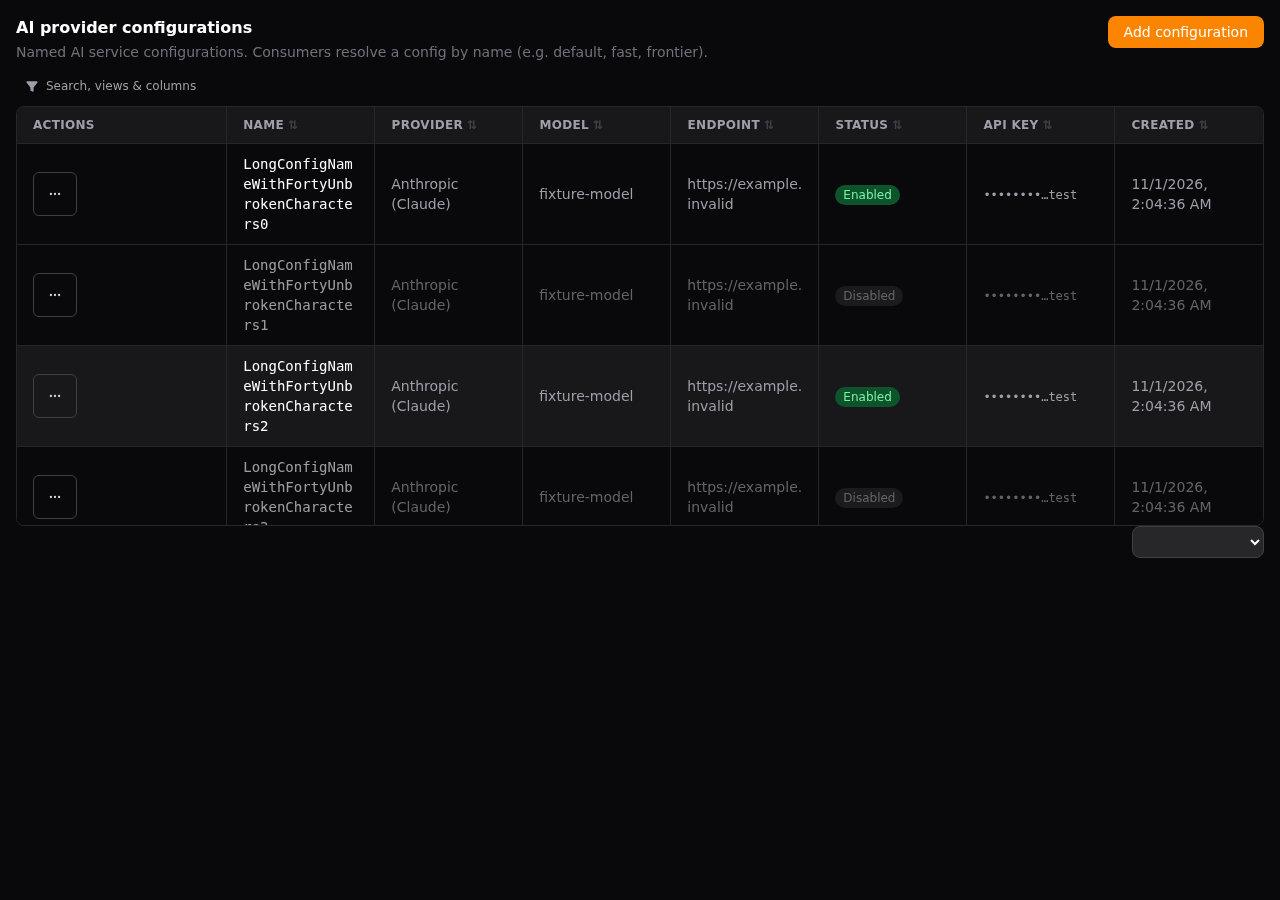 AI provider configurations
Add configuration
Named AI service configurations. Consumers resolve a config by name (e.g. default, fast, frontier).
Search, views & columns
ACTIONS NAME ⇅ PROVIDER ⇅ MODEL ⇅ ENDPOINT ⇅ STATUS ⇅ API KEY ⇅ CREATED ⇅
LongConfigNam
eWithFortyUnb
rokenCharacte
rs0
Anthropic
(Claude)
fixture-model
https://example.
invalid
Enabled
••••••••…test
11/1/2026,
2:04:36 AM
LongConfigNam
eWithFortyUnb
rokenCharacte
rs1
Anthropic
(Claude)
fixture-model
https://example.
invalid
Disabled
••••••••…test
11/1/2026,
2:04:36 AM
LongConfigNam
eWithFortyUnb
rokenCharacte
rs2
Anthropic
(Claude)
fixture-model
https://example.
invalid
Enabled
••••••••…test
11/1/2026,
2:04:36 AM
LongConfigNam
eWithFortyUnb
rokenCharacte
Anthropic
(Claude)
fixture-model
https://example.
invalid
Disabled
••••••••…test
11/1/2026,
2:04:36 AM